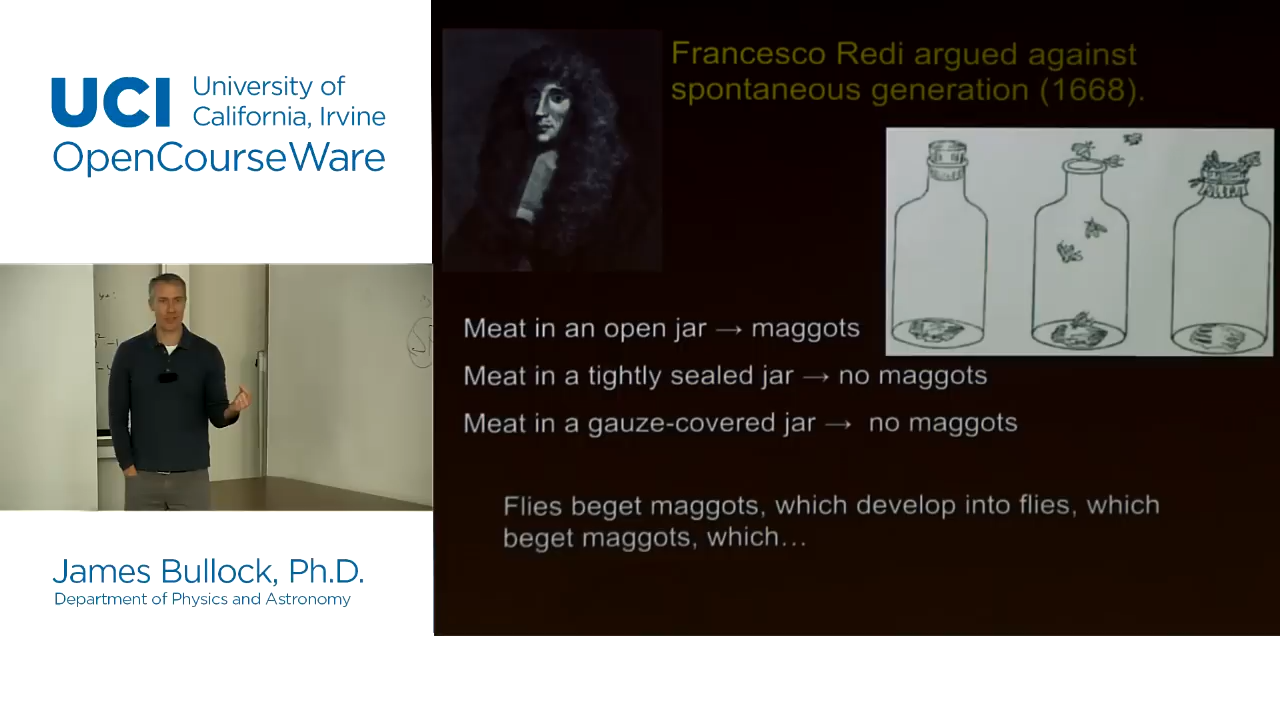 UCI University of
California, Irvine
OpenCourseWare
James Bullock, Ph.D.
Department of Physics and Astronomy
Francesco Redi argued against
spontaneous generation (1668).
Meat in an open jar → maggots
Meat in a tightly sealed jar → no maggots
Meat in a gauze-covered jar → no maggots
Flies beget maggots, which develop into flies, which
beget maggots, which…